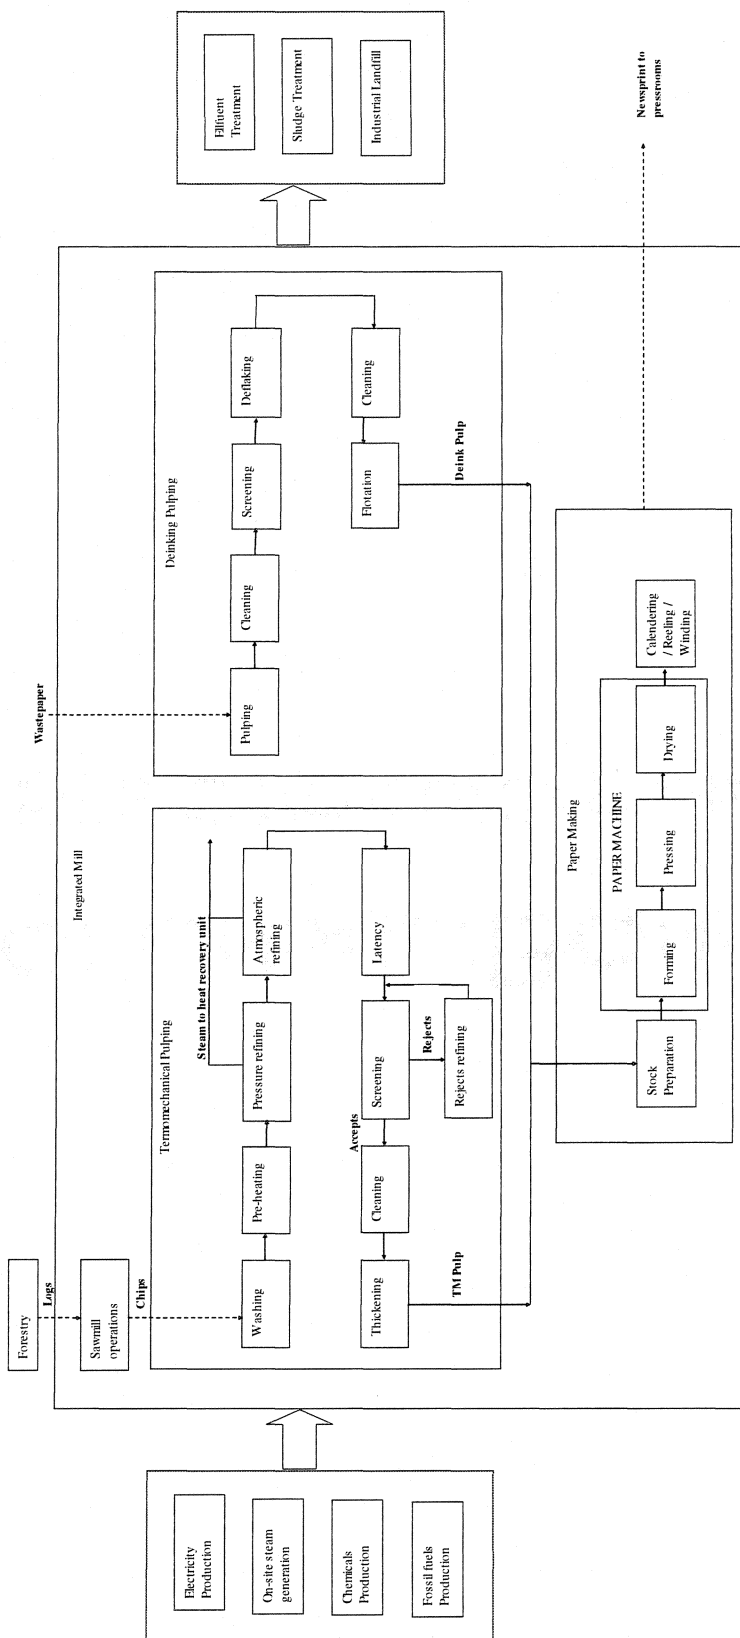 Forestry
Logs
Sawmill
operations
Chips
Wastepaper
Integrated Mill
Electricity
Production
On-site steam
generation
Chemicals
Production
Fossil fuels
Production
Termomechanical Pulping
Steam to heat recovery unit
Washing
Pre-heating
Pressure refining
Atmospheric
refining
Latency
Screening
Rejects
Rejects refining
Accepts
Cleaning
Thickening
TM Pulp
Deinking Pulping
Pulping
Cleaning
Screening
Deflaking
Cleaning
Flotation
Deink Pulp
Paper Making
Stock
Preparation
PAPER MACHINE
Forming
Pressing
Drying
Calendering
/ Reeling /
Winding
Newsprint to
pressrooms
Elfuent
Treatment
Sludge Treatment
Industrial Landfill